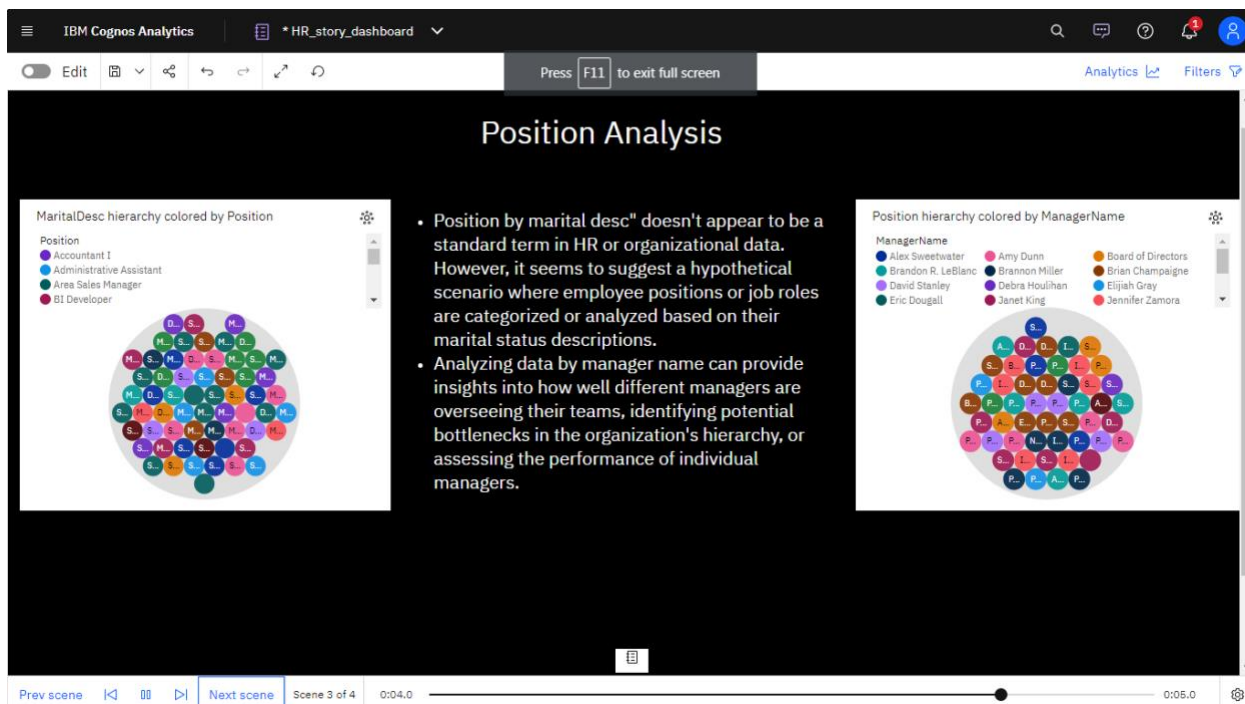 IBM Cognos Analytics
* HR_story_dashboard
1
Edit
Press F11 to exit full screen
Analytics
Filters
Position Analysis
MaritalDesc hierarchy colored by Position
Position
Accountant I
Administrative Assistant
Area Sales Manager
BI Developer
• Position by marital desc" doesn't appear to be a
standard term in HR or organizational data.
However, it seems to suggest a hypothetical
scenario where employee positions or job roles
are categorized or analyzed based on their
marital status descriptions.
• Analyzing data by manager name can provide
insights into how well different managers are
overseeing their teams, identifying potential
bottlenecks in the organization's hierarchy, or
assessing the performance of individual
managers.
Position hierarchy colored by ManagerName
ManagerName
Alex Sweetwater Amy Dunn Board of Directors
Brandon R. LeBlanc Brannon Miller Brian Champaigne
David Stanley Debra Houlihan Elijiah Gray
Eric Dougall Janet King Jennifer Zamora
Prev scene Next scene Scene 3 of 4 0:04.0 0:05.0